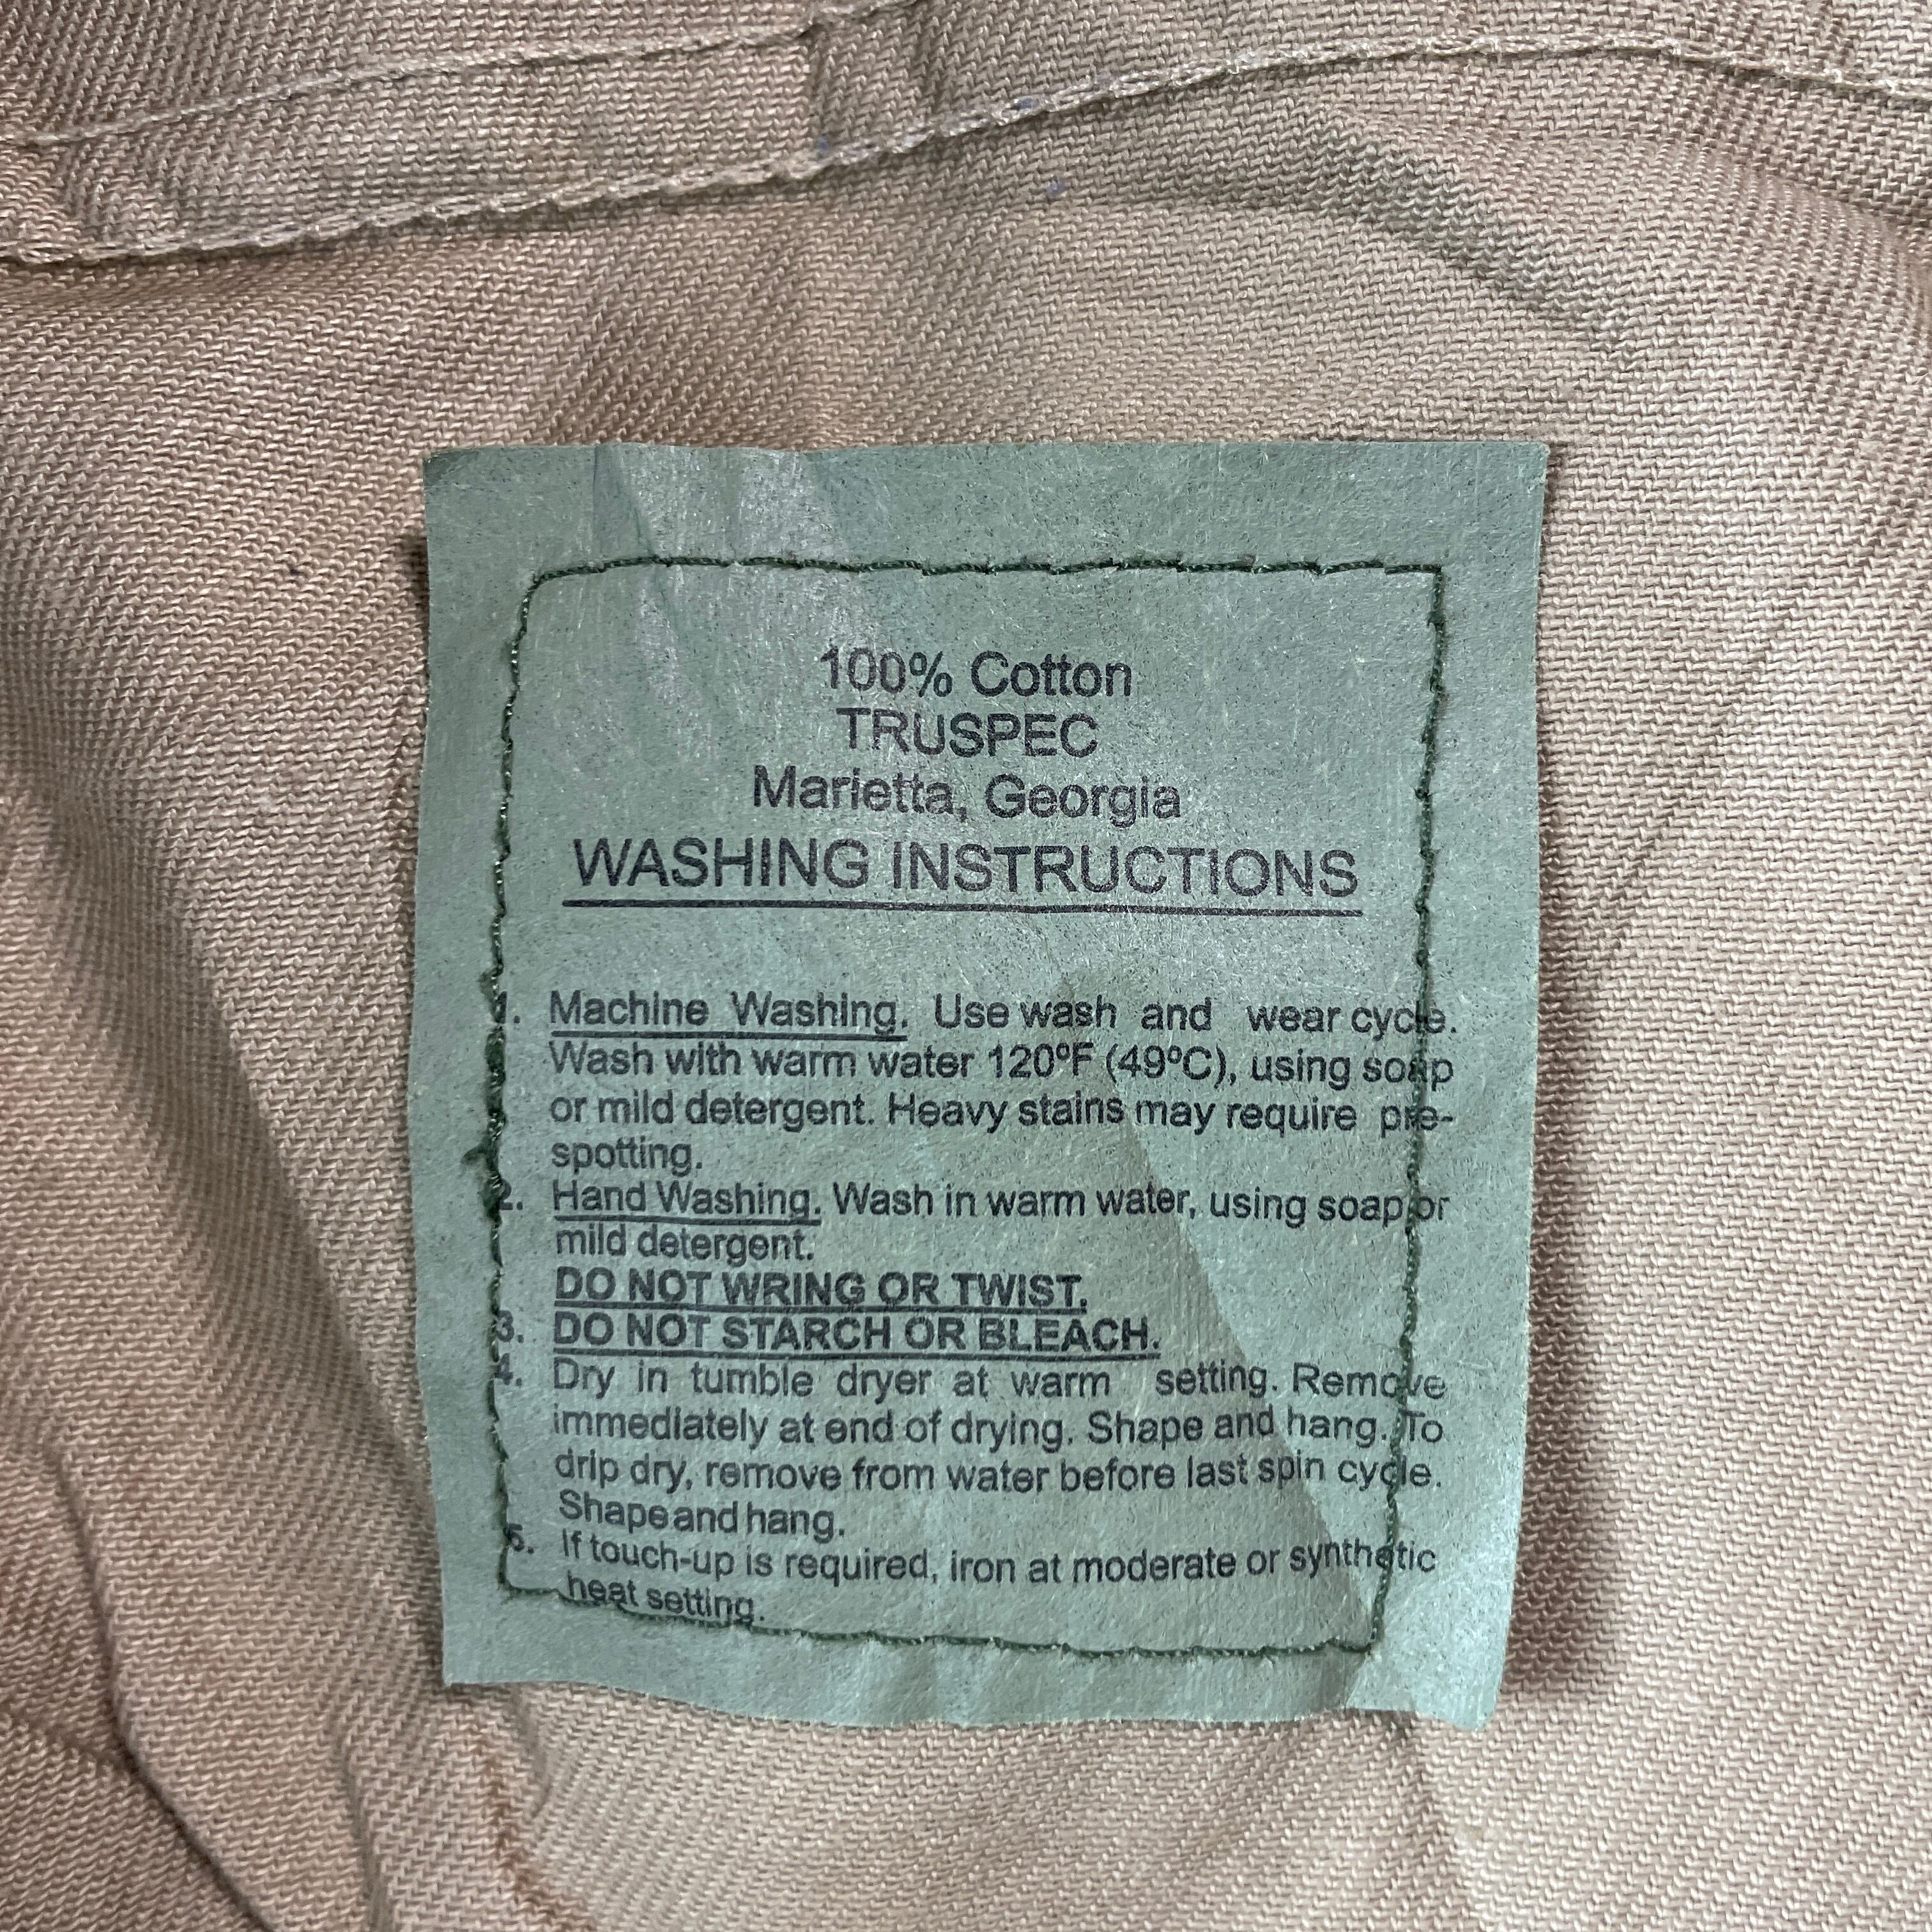 100% Cotton
TRUSPEC
Marietta, Georgia
WASHING INSTRUCTIONS
1. Machine Washing. Use wash and wear cycle.
Wash with warm water 120ºF (49ºC), using soap
or mild detergent. Heavy stains may require pre-
spotting.
2. Hand Washing. Wash in warm water, using soap or
mild detergent.
DO NOT WRING OR TWIST.
3. DO NOT STARCH OR BLEACH.
4. Dry in tumble dryer at warm setting. Remove
immediately at end of drying. Shape and hang. To
drip dry, remove from water before last spin cycle.
Shape and hang.
5. If touch-up is required, iron at moderate or synthetic
heat setting.